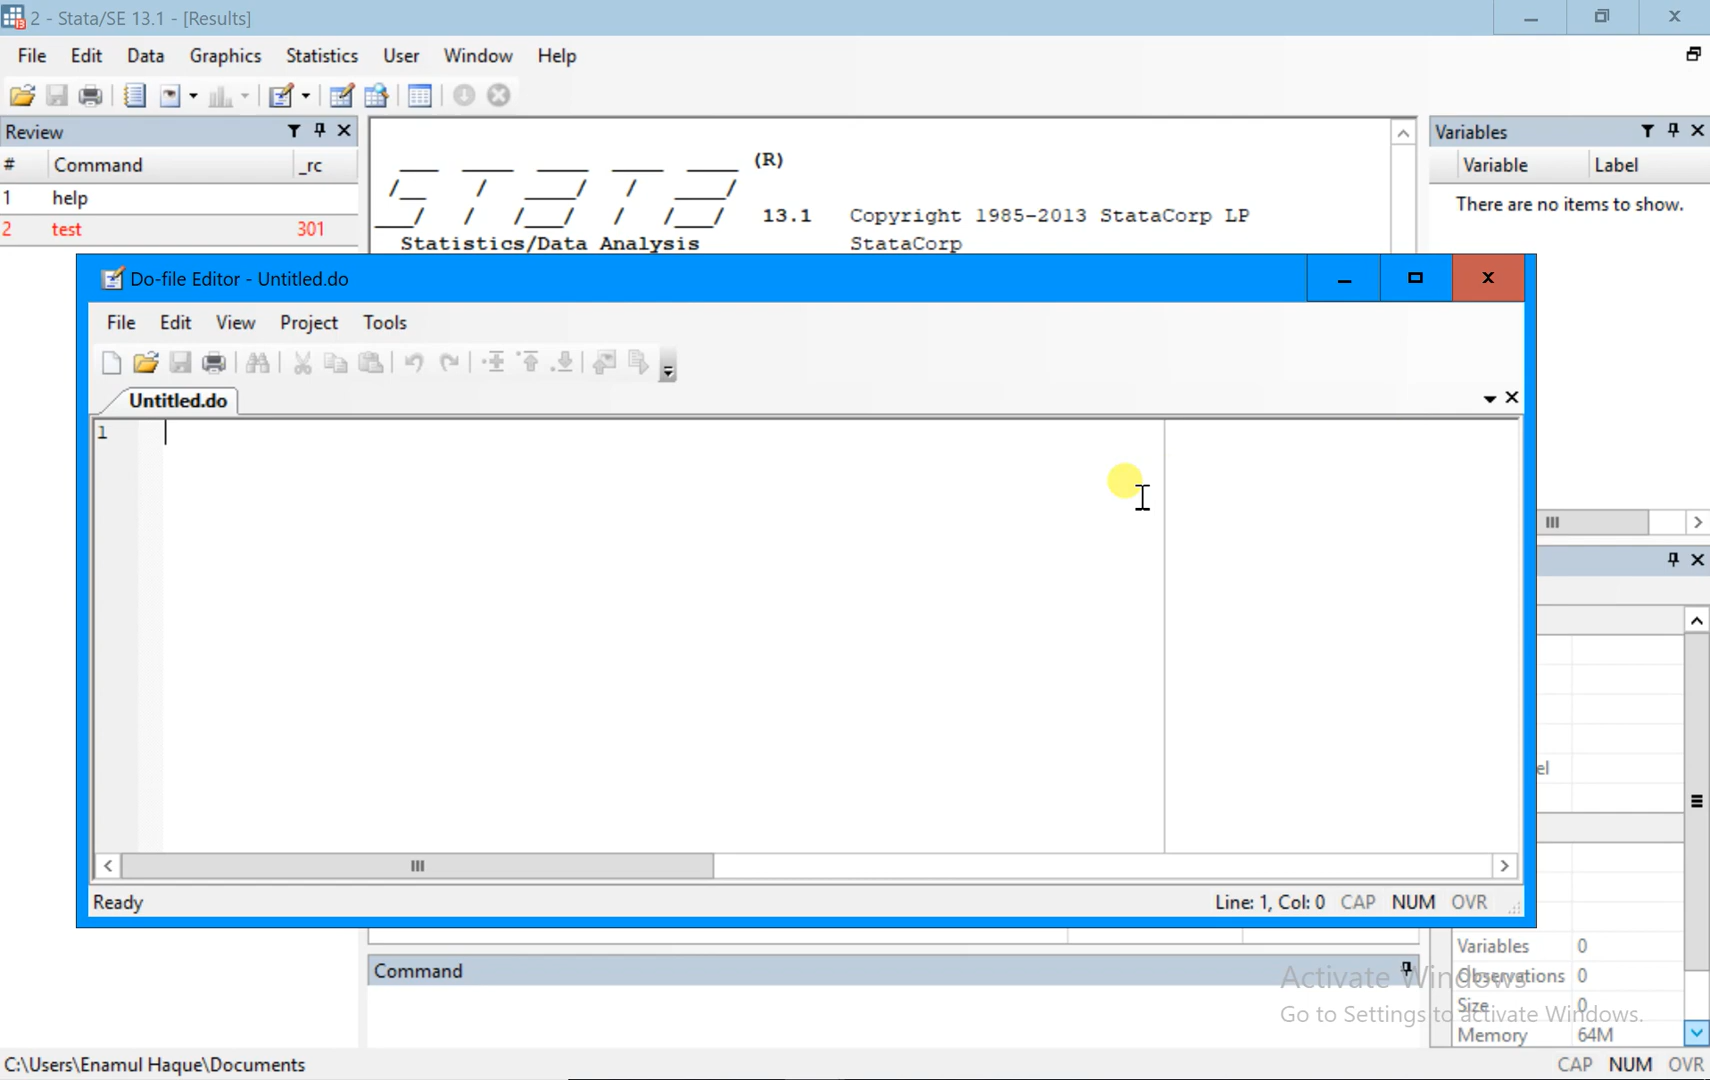 2 - Stata/SE 13.1 - [Results]
File Edit Data Graphics Statistics User Window Help
Review
# Command _rc
1 help
2 test 301
(R)
13.1 Copyright 1985-2013 StataCorp LP
Statistics/Data Analysis StataCorp
Variables
Variable Label
There are no items to show.
Do-file Editor - Untitled.do
File Edit View Project Tools
Untitled.do
1
Ready
Line: 1, Col: 0 CAP NUM OVR
el
Variables 0
Observations 0
Size 0
Memory 64M
Command
Activate Windows
Go to Settings to activate Windows.
C:\Users\Enamul Haque\Documents
CAP NUM OVR